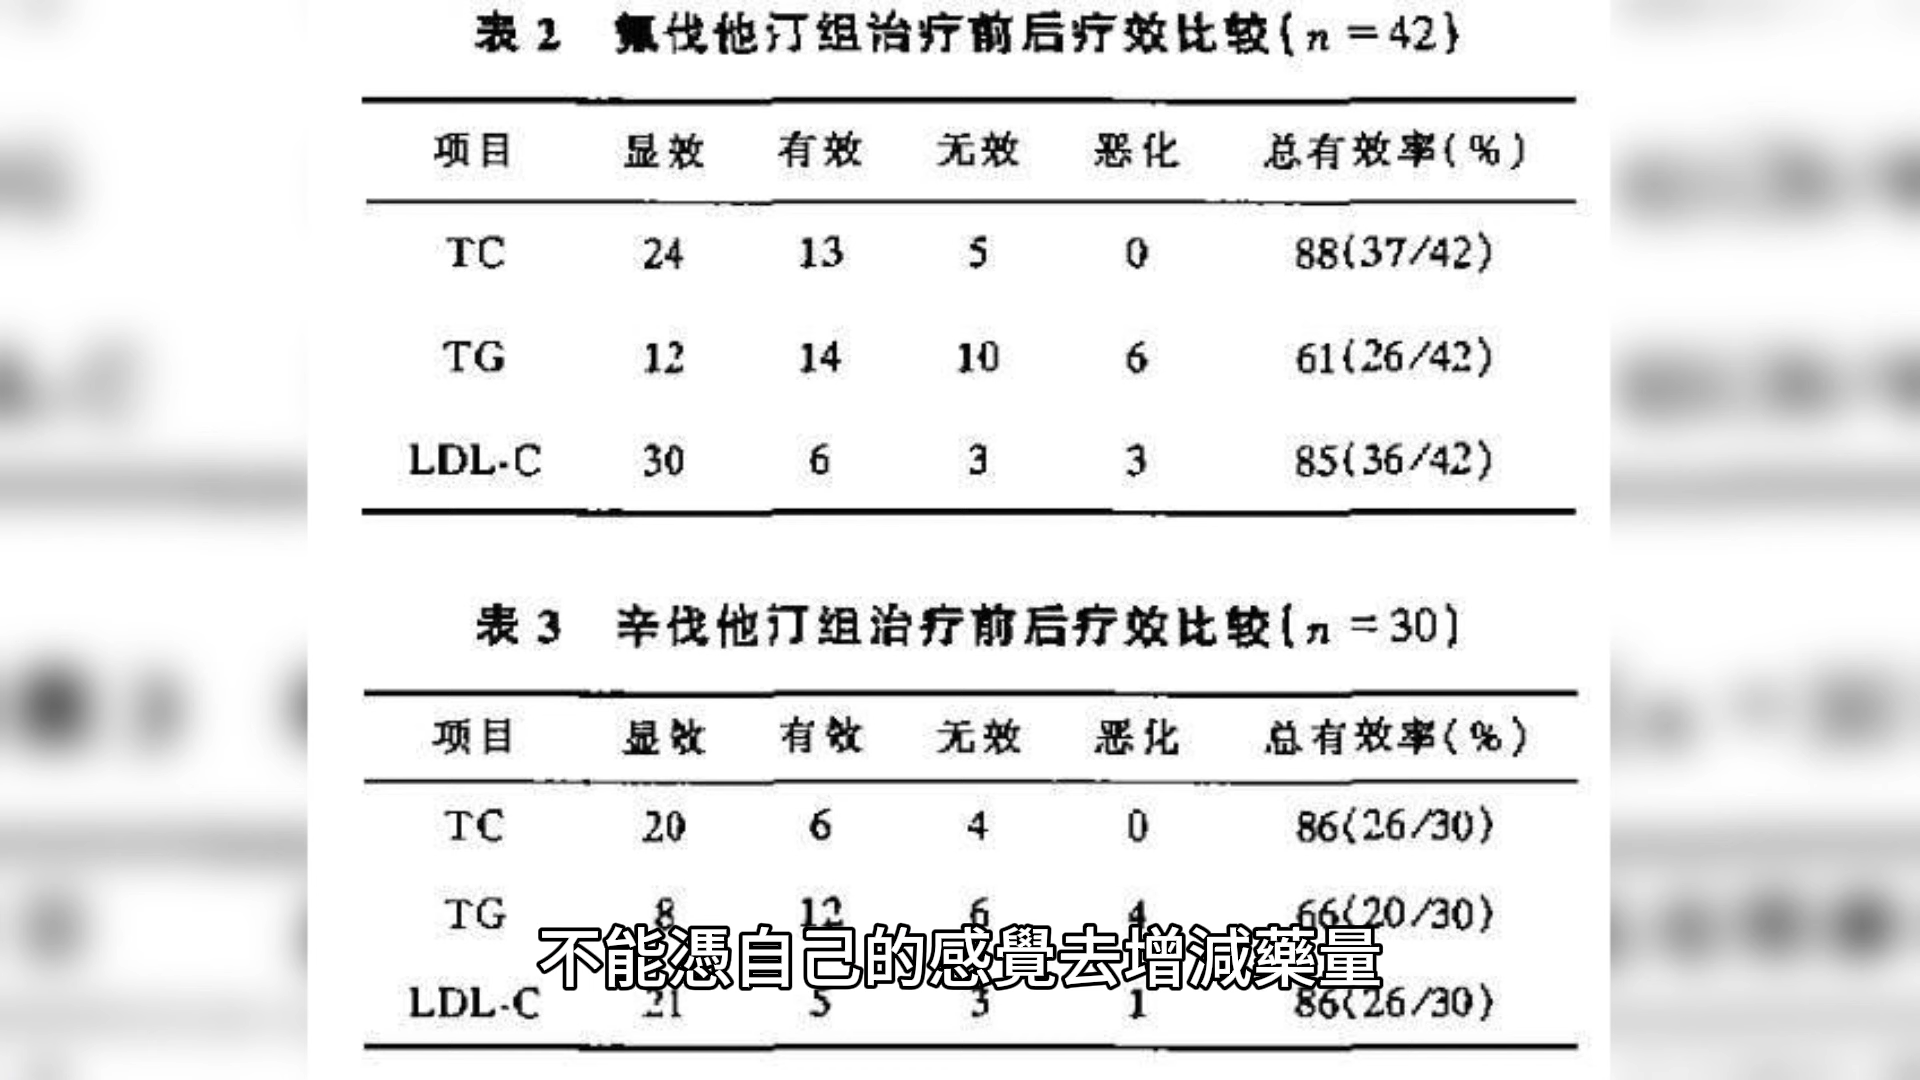 表 2 氟伐他汀组治疗前后疗效比较(n=42)
项目 显效 有效 无效 恶化 总有效率(%)
TC 24 13 5 0 88(37/42)
TG 12 14 10 6 61(26/42)
LDL-C 30 6 3 3 85(36/42)
表 3 辛伐他汀组治疗前后疗效比较(n=30)
项目 显效 有效 无效 恶化 总有效率(%)
TC 20 6 4 0 86(26/30)
TG 8 12 6 4 66(20/30)
不能憑自己的感覺去增減藥量
LDL-C 21 5 3 1 86(26/30)